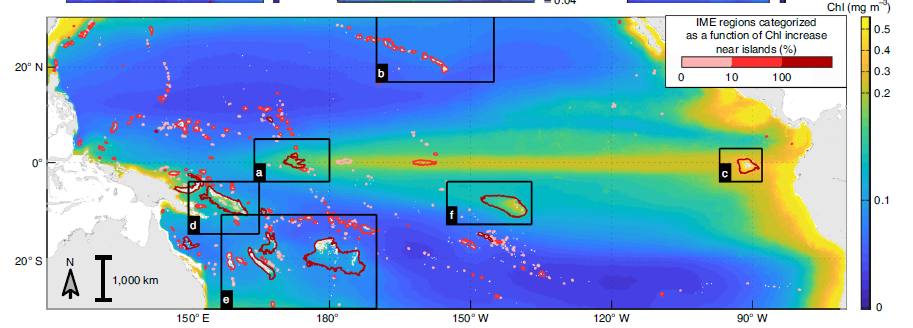 0.04
Chl (mg m⁻³)
IME regions categorized
as a function of Chl increase
near islands (%)
0 10 100
0.5
0.4
0.3
0.2
0.1
0
20° N
0°
20° S
b
a
c
d
f
e
N
1,000 km
150° E
180°
150° W
120° W
90° W